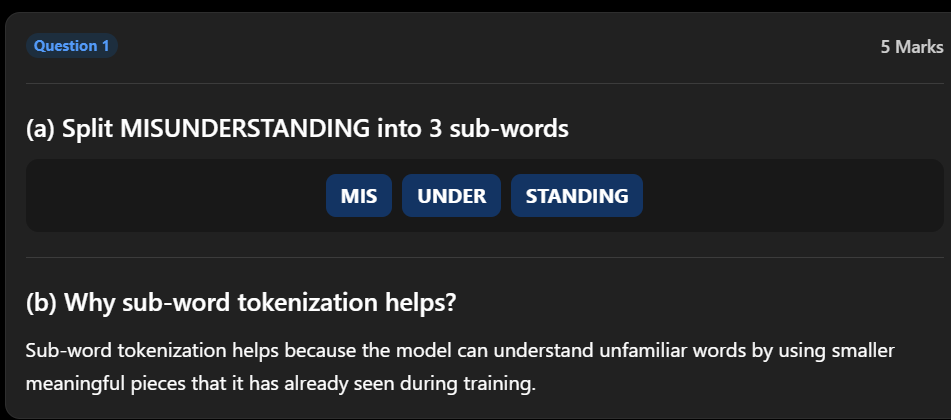 Question 1
5 Marks
(a) Split MISUNDERSTANDING into 3 sub-words
MIS UNDER STANDING
(b) Why sub-word tokenization helps?
Sub-word tokenization helps because the model can understand unfamiliar words by using smaller
meaningful pieces that it has already seen during training.